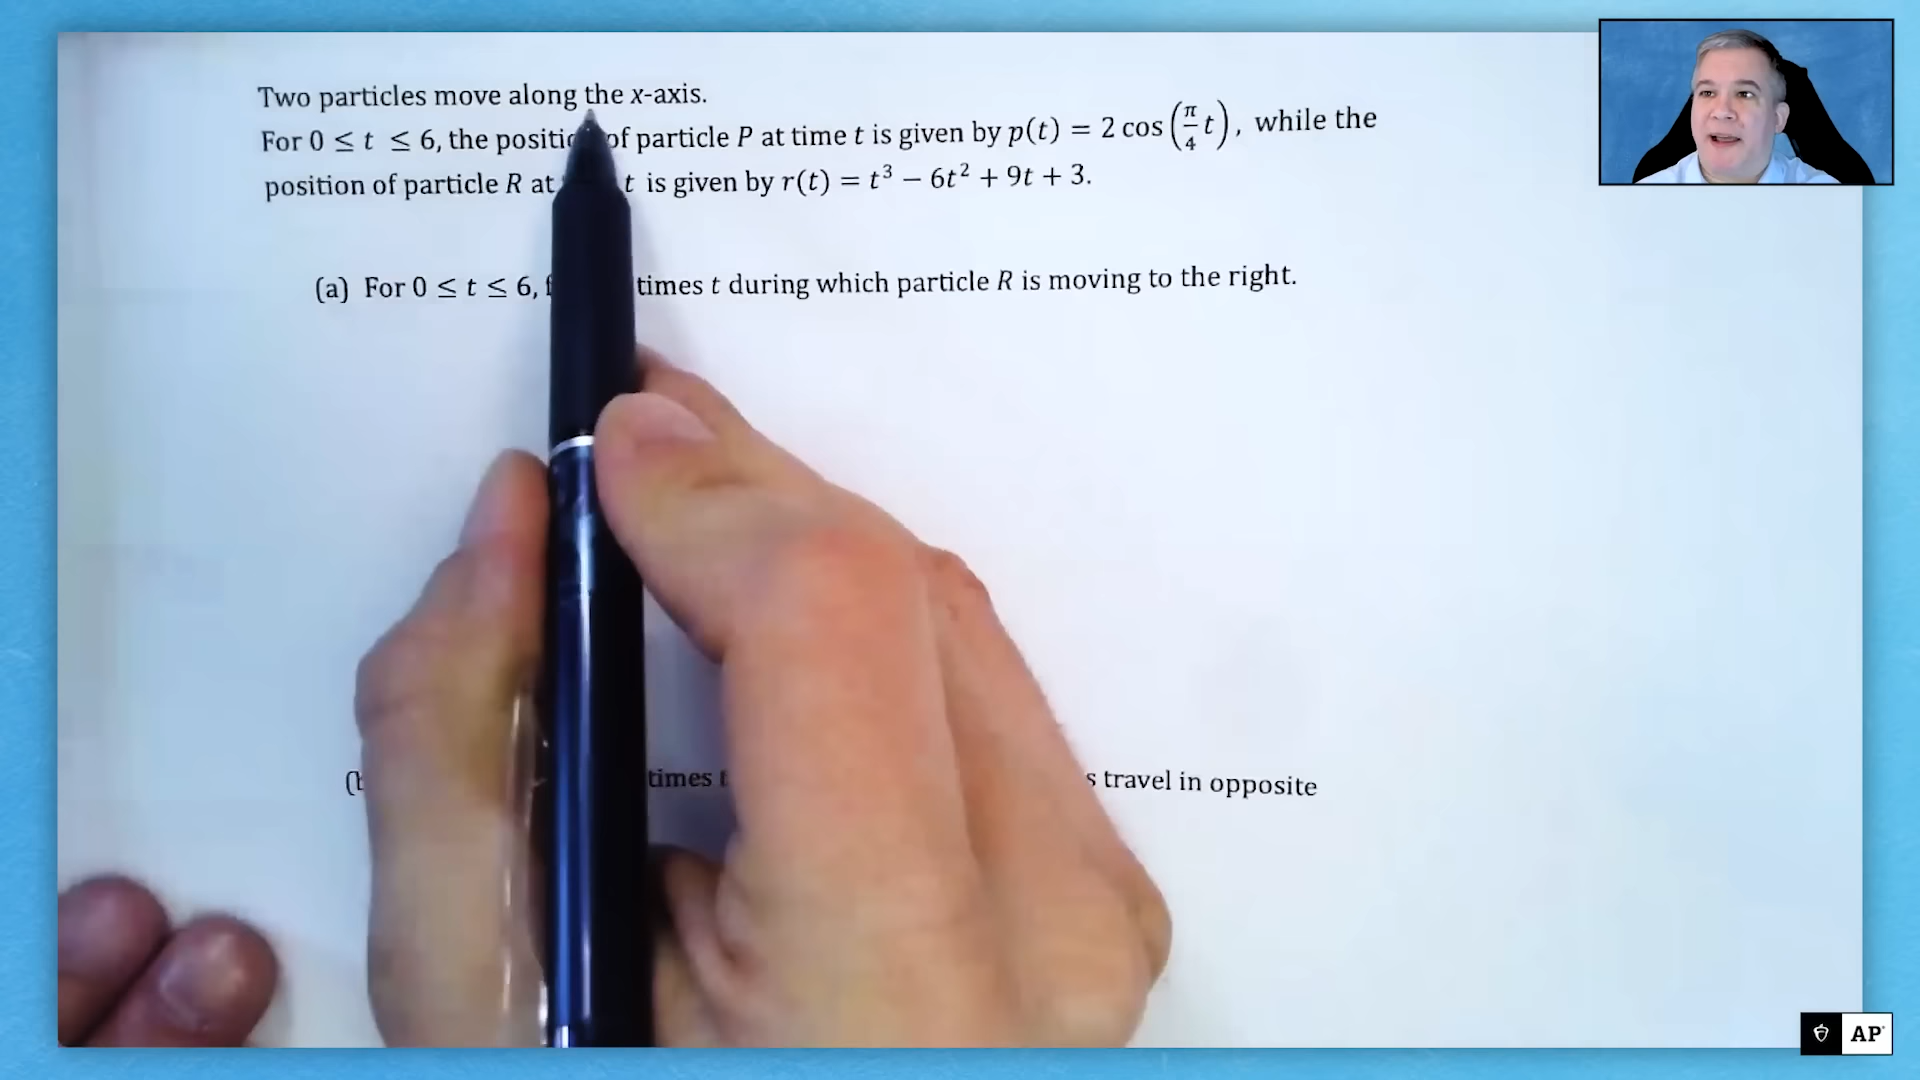 Two particles move along the x-axis.
For 0 ≤ t ≤ 6, the position of particle P at time t is given by p(t) = 2 cos(π/4 t), while the
position of particle R at t is given by r(t) = t³ − 6t² + 9t + 3.
(a) For 0 ≤ t ≤ 6, times t during which particle R is moving to the right.
times travel in opposite
AP